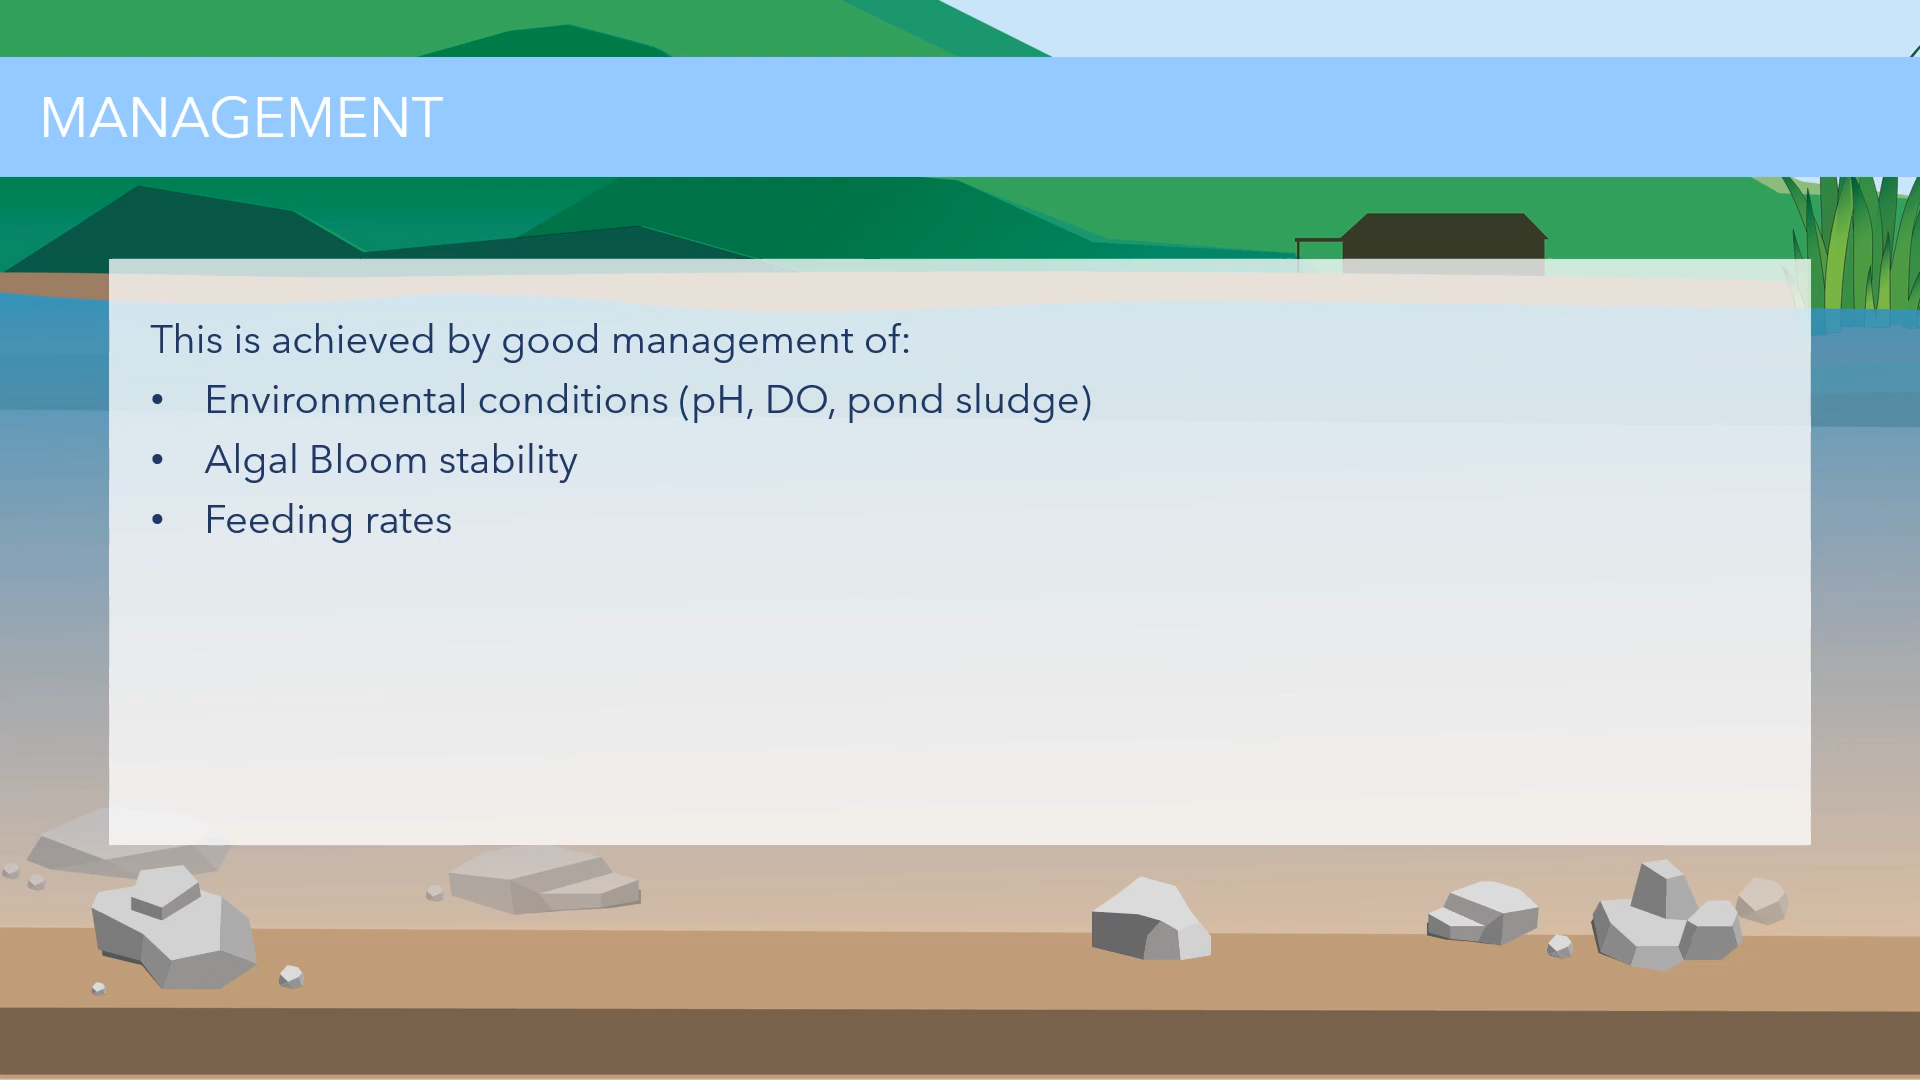 MANAGEMENT
This is achieved by good management of:
• Environmental conditions (pH, DO, pond sludge)
• Algal Bloom stability
• Feeding rates